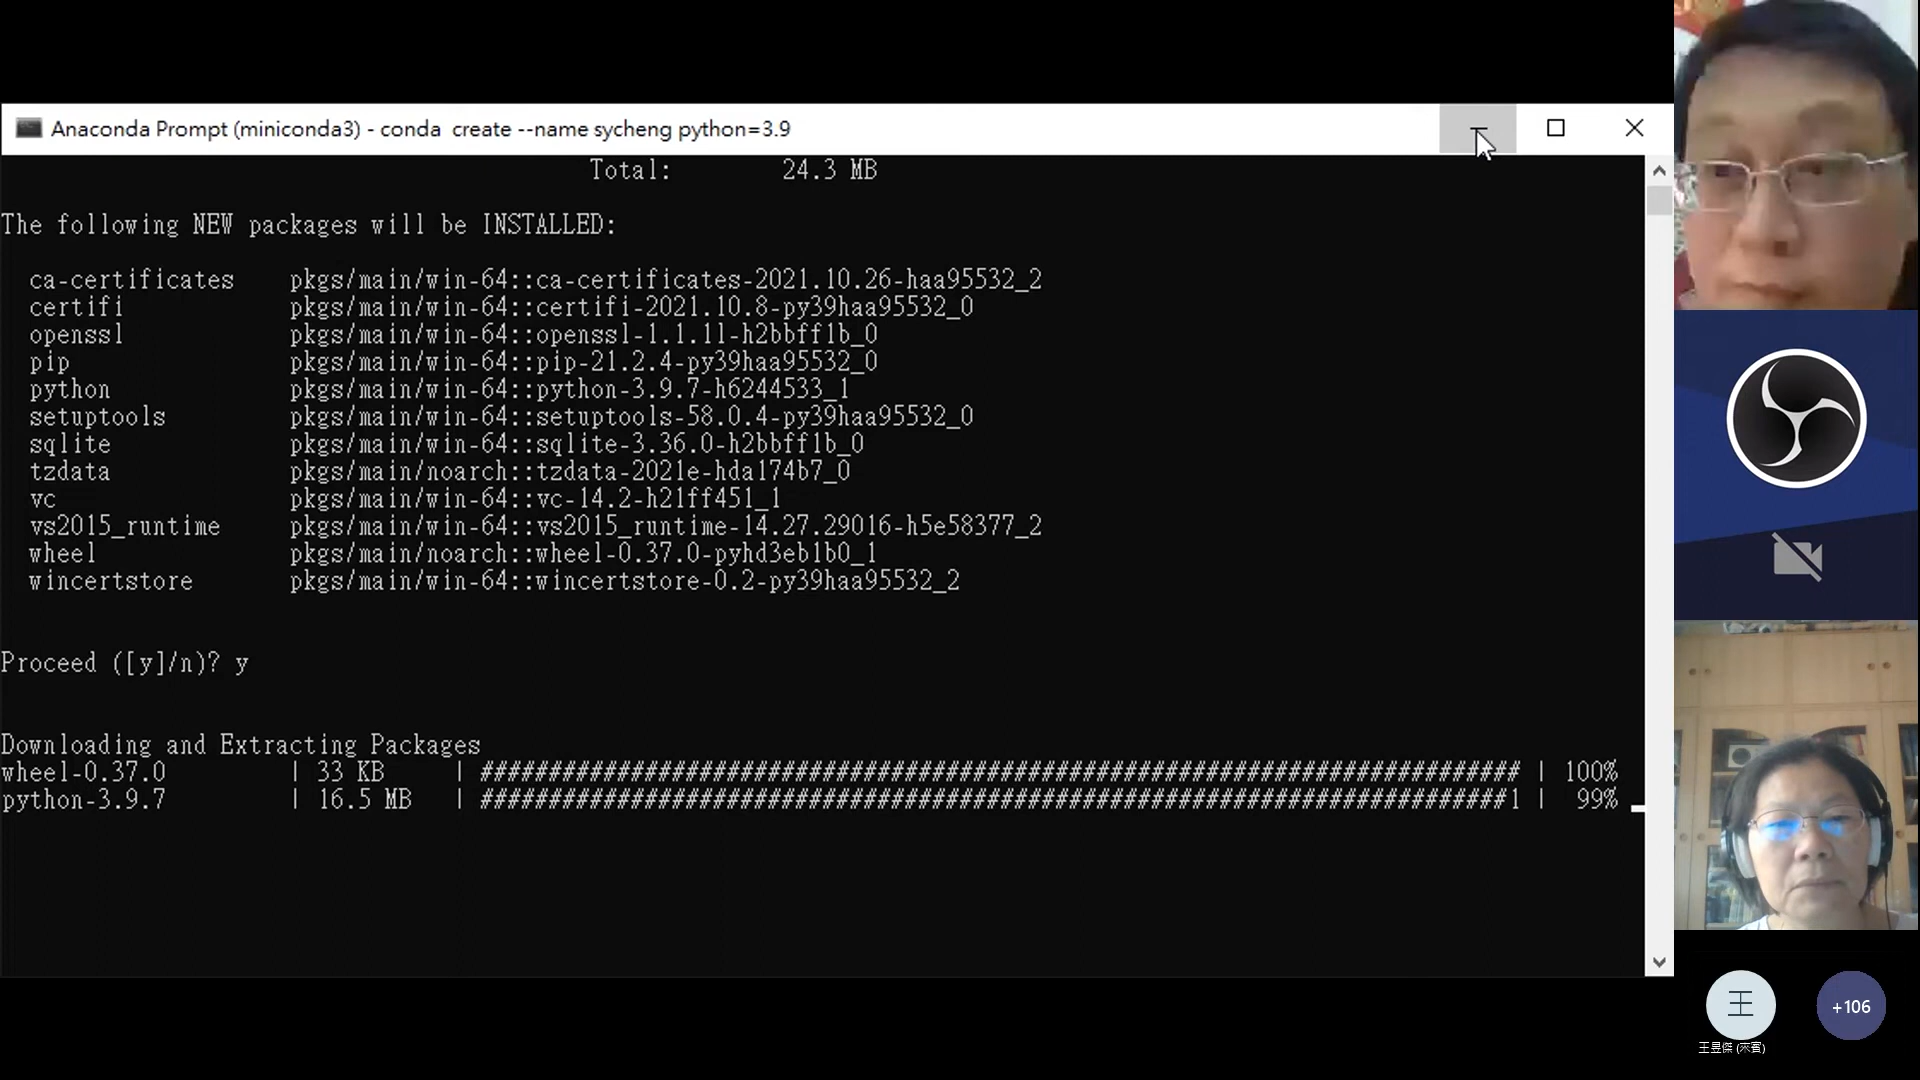 Anaconda Prompt (miniconda3) - conda  create --name sycheng python=3.9
Total:        24.3 MB
The following NEW packages will be INSTALLED:
ca-certificates    pkgs/main/win-64::ca-certificates-2021.10.26-haa95532_2
certifi            pkgs/main/win-64::certifi-2021.10.8-py39haa95532_0
openssl            pkgs/main/win-64::openssl-1.1.1l-h2bbff1b_0
pip                pkgs/main/win-64::pip-21.2.4-py39haa95532_0
python             pkgs/main/win-64::python-3.9.7-h6244533_1
setuptools         pkgs/main/win-64::setuptools-58.0.4-py39haa95532_0
sqlite             pkgs/main/win-64::sqlite-3.36.0-h2bbff1b_0
tzdata             pkgs/main/noarch::tzdata-2021e-hda174b7_0
vc                 pkgs/main/win-64::vc-14.2-h21ff451_1
vs2015_runtime     pkgs/main/win-64::vs2015_runtime-14.27.29016-h5e58377_2
wheel              pkgs/main/noarch::wheel-0.37.0-pyhd3eb1b0_1
wincertstore       pkgs/main/win-64::wincertstore-0.2-py39haa95532_2
Proceed ([y]/n)? y
Downloading and Extracting Packages
wheel-0.37.0         | 33 KB     | ############################################################################ | 100%
python-3.9.7         | 16.5 MB   | ###########################################################################1 |  99%
王
+106
王昱傑 (來賓)